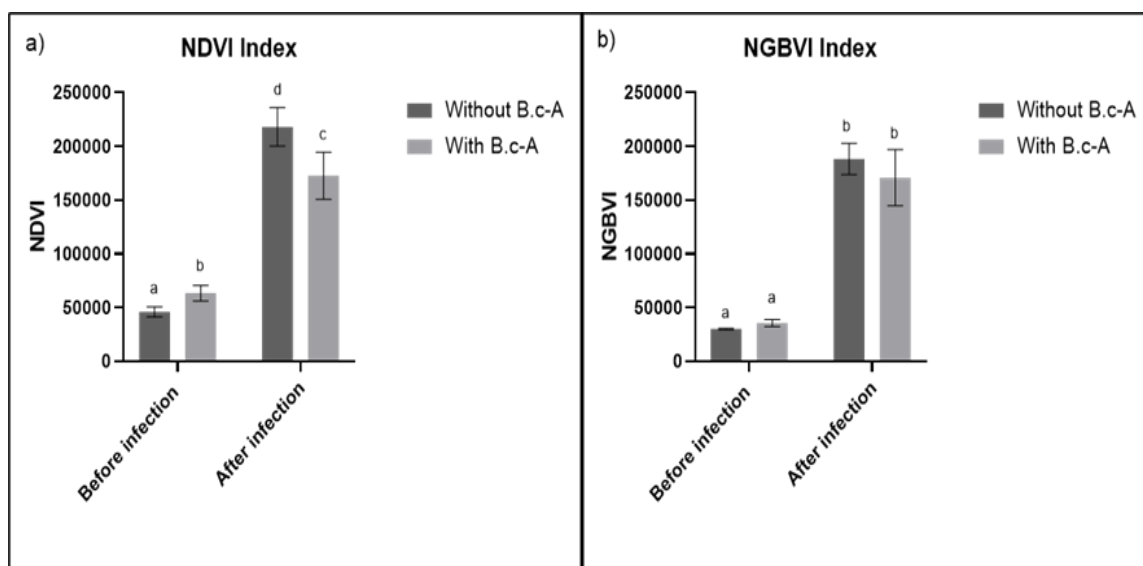 a)
NDVI Index
NDVI
250000
200000
150000
100000
50000
0
a
b
d
c
Before infection
After infection
Without B.c-A
With B.c-A
b)
NGBVI Index
NGBVI
250000
200000
150000
100000
50000
0
a
a
b
b
Before infection
After infection
Without B.c-A
With B.c-A